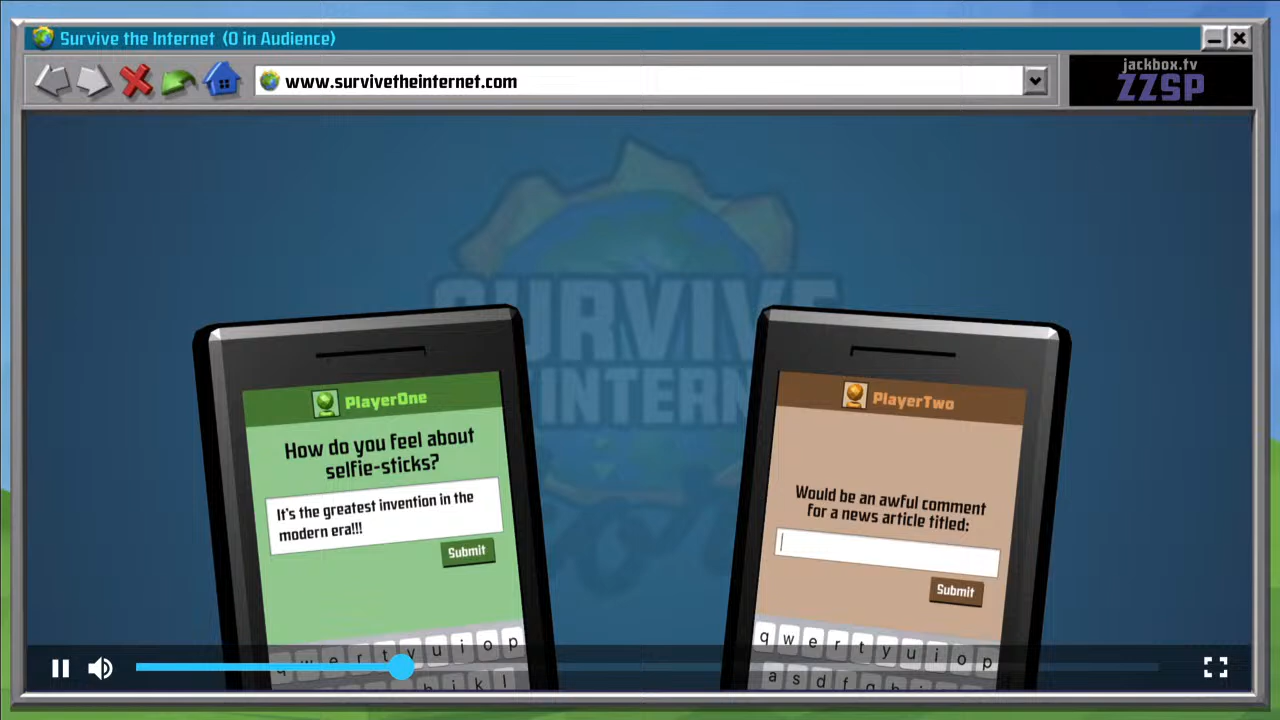 Survive the Internet (0 in Audience)
www.survivetheinternet.com
jackbox.tv
ZZSP
SURVIVE
INTERN
PlayerOne
How do you feel about
selfie-sticks?
It's the greatest invention in the
modern era!!!
Submit
q w e r t y u i o p
h j k l
PlayerTwo
Would be an awful comment
for a news article titled:
Submit
q w e r t y u i o p
a s d f g h